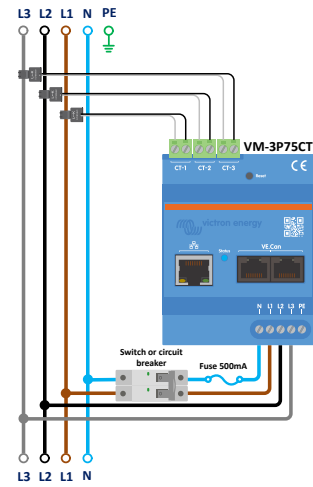 L3 L2 L1 N PE
VM-3P75CT
CT-1 CT-2 CT-3
Reset
CE
victron energy
Status
VE.Can
N L1 L2 L3 PE
Switch or circuit
breaker
Fuse 500mA
L3 L2 L1 N